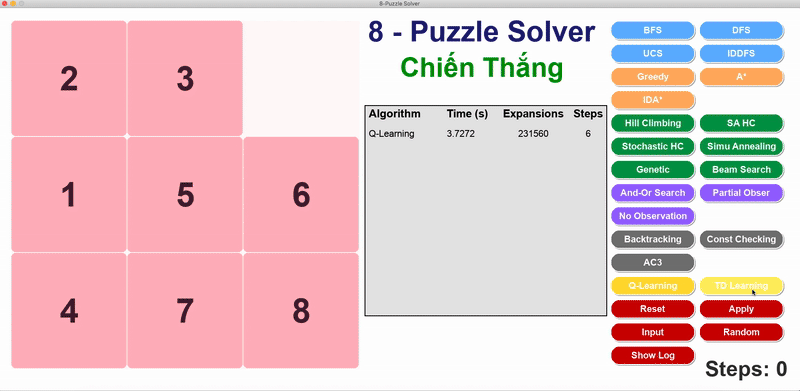 8-Puzzle Solver
8 - Puzzle Solver
Chiến Thắng
2 3
1 5 6
4 7 8
Algorithm Time (s) Expansions Steps
Q-Learning 3.7272 231560 6
BFS DFS
UCS IDDFS
Greedy A*
IDA*
Hill Climbing SA HC
Stochastic HC Simu Annealing
Genetic Beam Search
And-Or Search Partial Obser
No Observation
Backtracking Const Checking
AC3
Q-Learning TD Learning
Reset Apply
Input Random
Show Log
Steps: 0